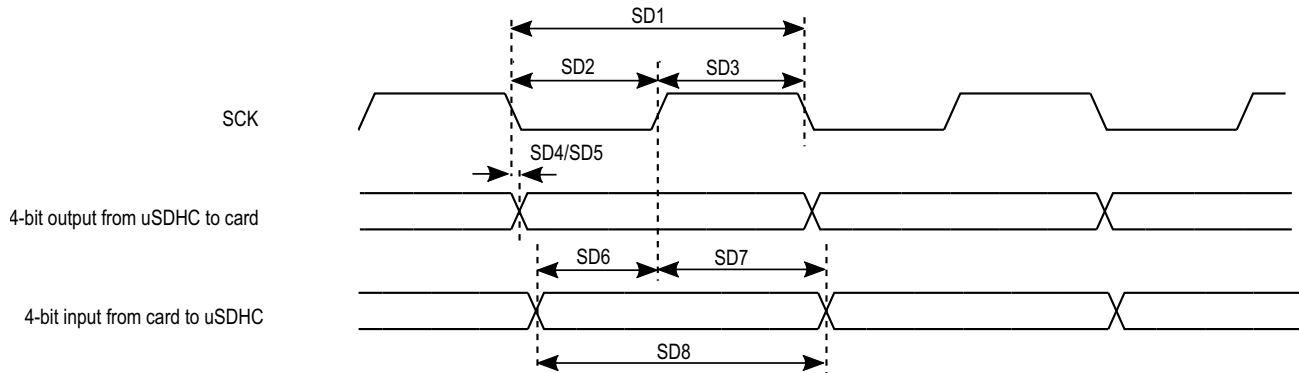 SD1
SD2
SD3
SCK
SD4/SD5
4-bit output from uSDHC to card
SD6
SD7
4-bit input from card to uSDHC
SD8